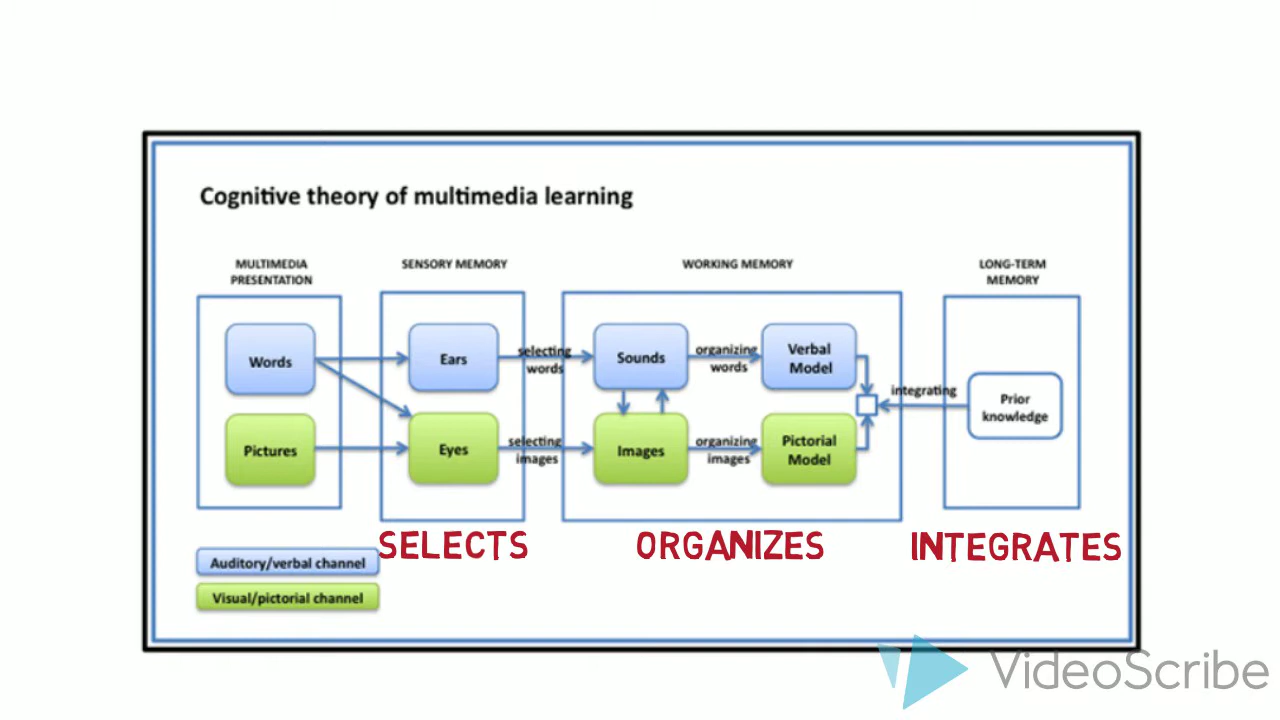 Cognitive theory of multimedia learning
MULTIMEDIA
PRESENTATION
SENSORY MEMORY
WORKING MEMORY
LONG-TERM
MEMORY
Words
Ears
selecting
words
Sounds
organizing
words
Verbal
Model
integrating
Prior
knowledge
Pictures
Eyes
selecting
images
Images
organizing
images
Pictorial
Model
SELECTS
ORGANIZES
INTEGRATES
Auditory/verbal channel
Visual/pictorial channel
VideoScribe